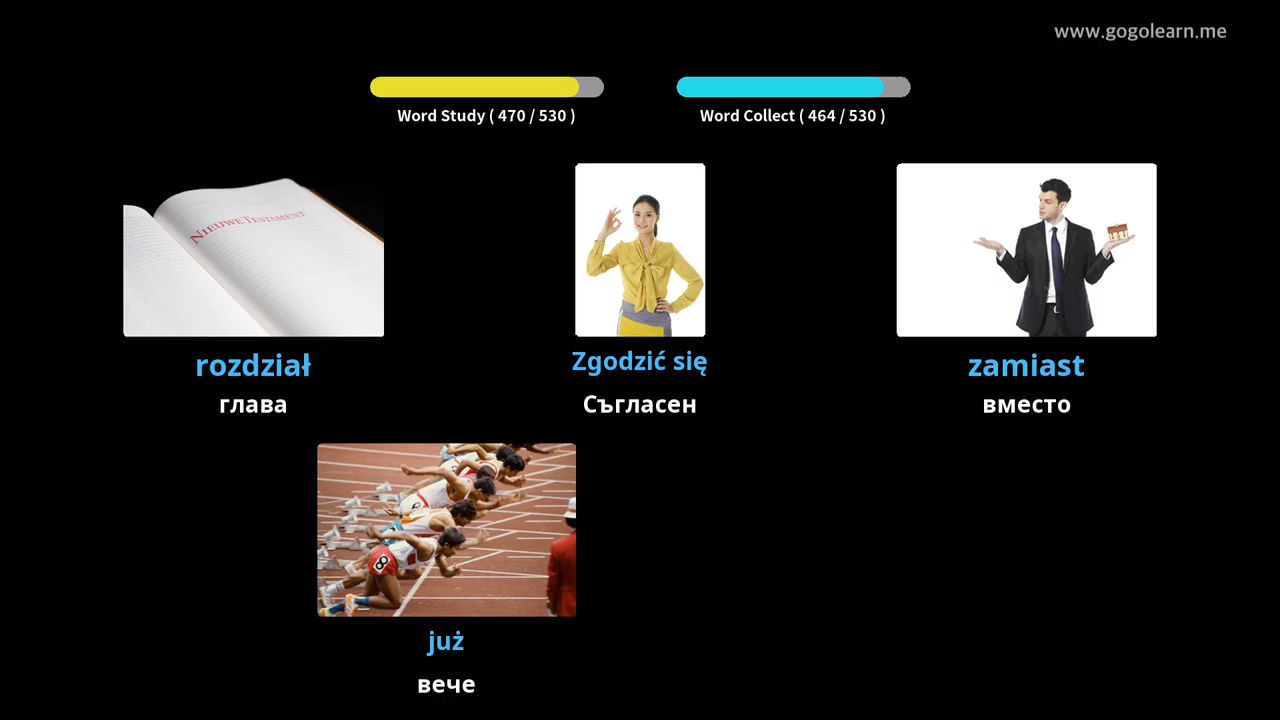 www.gogolearn.me
Word Study ( 470 / 530 )
Word Collect ( 464 / 530 )
NIEUWE TESTAMENT
rozdział
глава
Zgodzić się
Съгласен
zamiast
вместо
8
już
вече